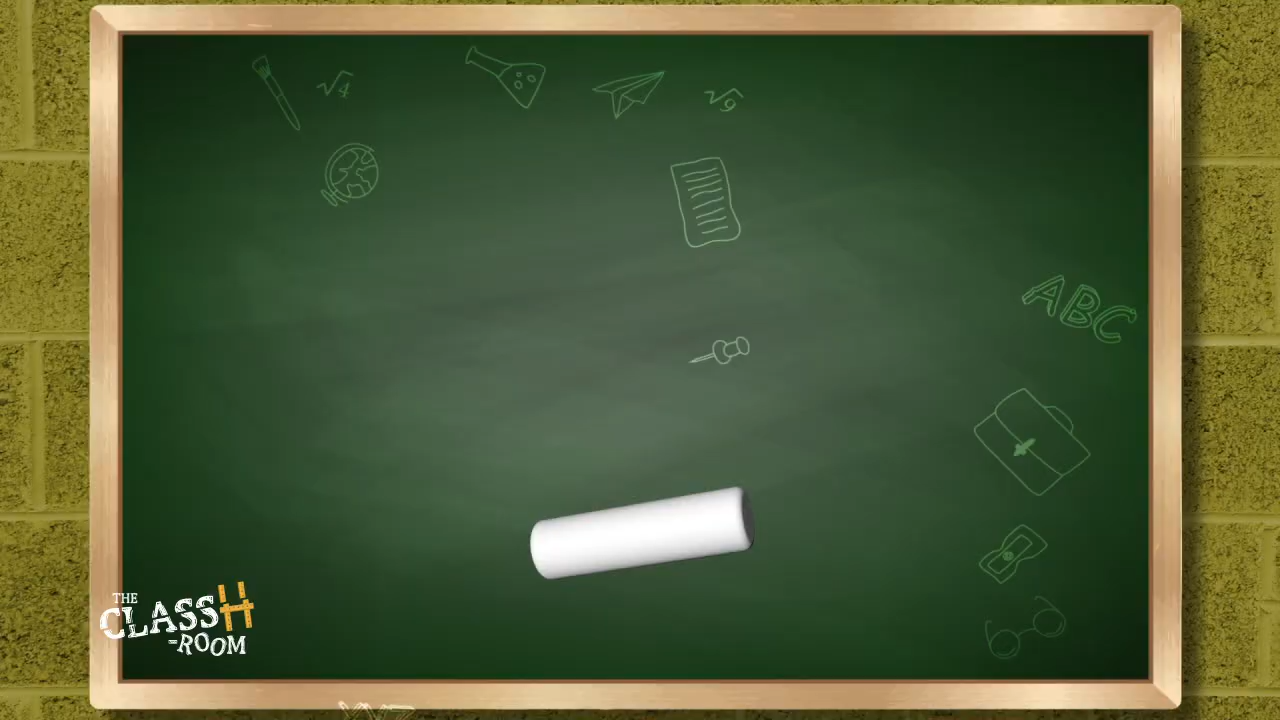 √4
√9
ABC
THE
CLASSH
-ROOM